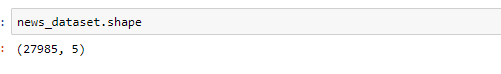 : news_dataset.shape
: (27985, 5)